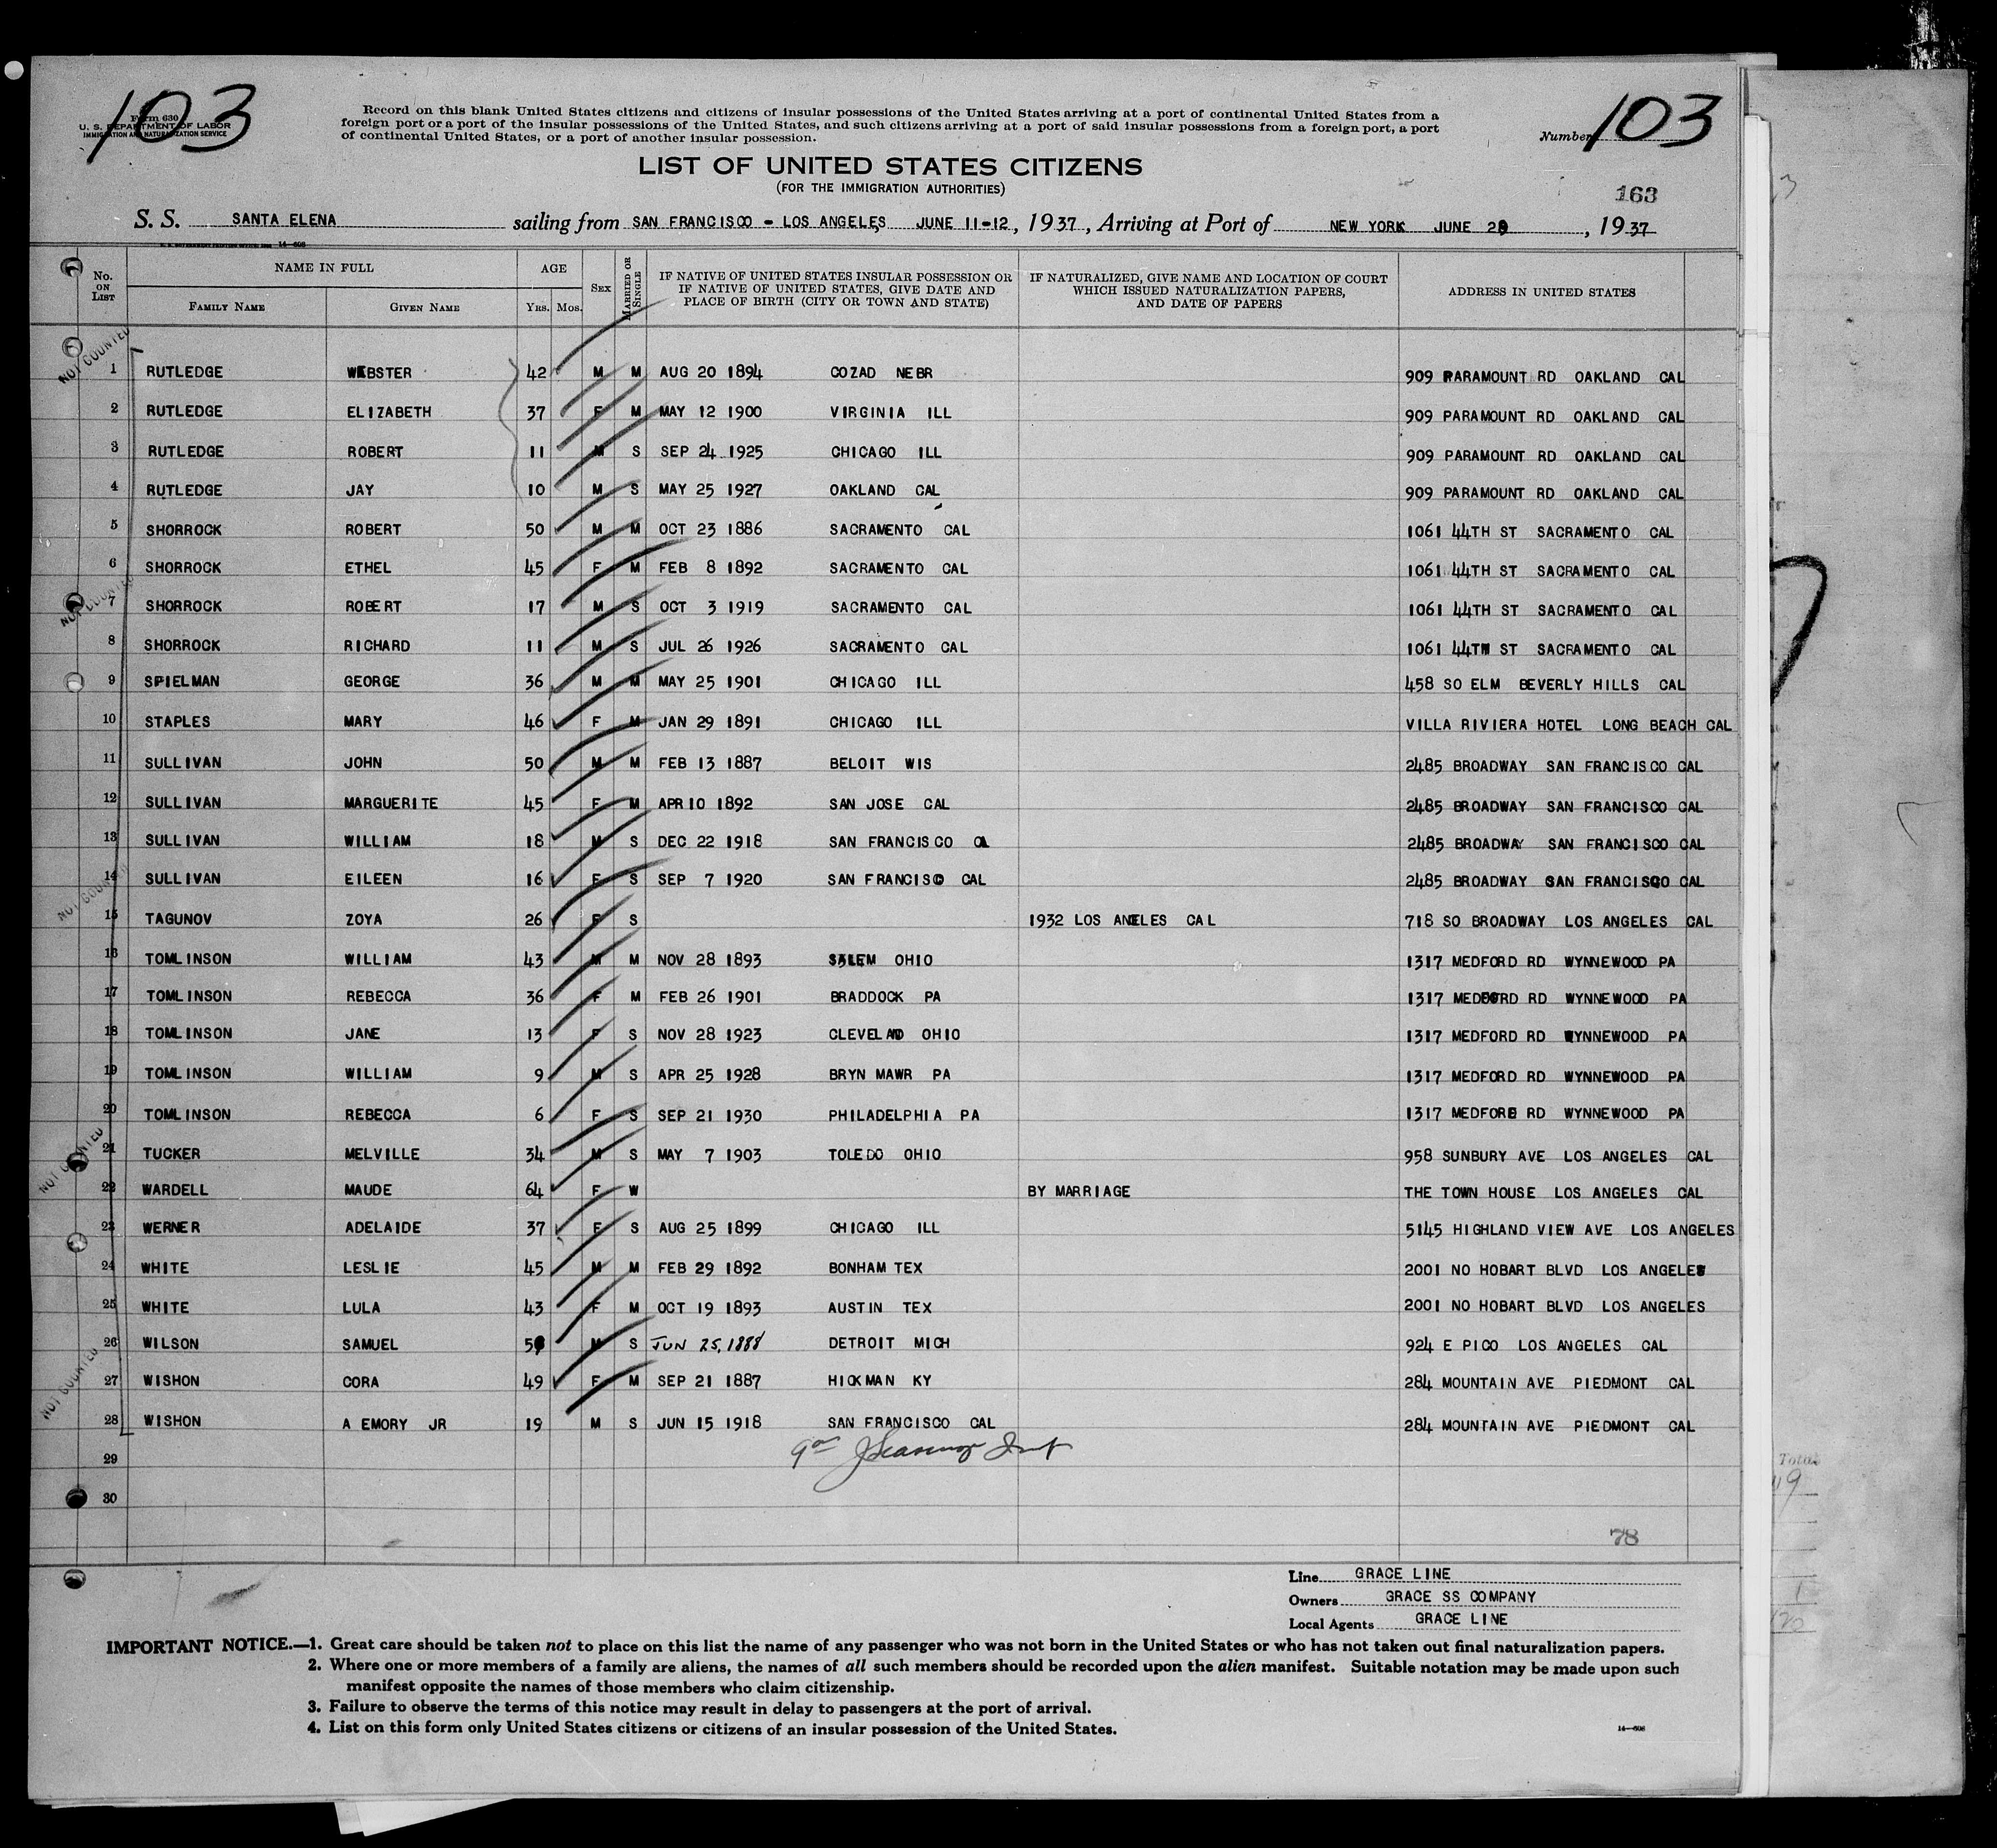 103
Form 630
U. S. DEPARTMENT OF LABOR
IMMIGRATION AND NATURALIZATION SERVICE
Record on this blank United States citizens and citizens of insular possessions of the United States arriving at a port of continental United States from a
foreign port or a port of the insular possessions of the United States, and such citizens arriving at a port of said insular possessions from a foreign port, a port
of continental United States, or a port of another insular possession.
Number 103
LIST OF UNITED STATES CITIZENS
(FOR THE IMMIGRATION AUTHORITIES)
163
S. S. SANTA ELENA sailing from SAN FRANCISCO - LOS ANGELES, JUNE 11-12, 1937, Arriving at Port of NEW YORK JUNE 29, 1937
No. ON LIST NAME IN FULL FAMILY NAME GIVEN NAME AGE YRS. MOS. SEX MARRIED OR SINGLE IF NATIVE OF UNITED STATES INSULAR POSSESSION OR IF NATIVE OF UNITED STATES, GIVE DATE AND PLACE OF BIRTH (CITY OR TOWN AND STATE) IF NATURALIZED, GIVE NAME AND LOCATION OF COURT WHICH ISSUED NATURALIZATION PAPERS, AND DATE OF PAPERS ADDRESS IN UNITED STATES
NOT COUNTED
1 RUTLEDGE WEBSTER 42 M M AUG 20 1894 COZAD NEBR 909 PARAMOUNT RD OAKLAND CAL
2 RUTLEDGE ELIZABETH 37 F M MAY 12 1900 VIRGINIA ILL 909 PARAMOUNT RD OAKLAND CAL
3 RUTLEDGE ROBERT 11 M S SEP 24 1925 CHICAGO ILL 909 PARAMOUNT RD OAKLAND CAL
4 RUTLEDGE JAY 10 M S MAY 25 1927 OAKLAND CAL 909 PARAMOUNT RD OAKLAND CAL
5 SHORROCK ROBERT 50 M M OCT 23 1886 SACRAMENTO CAL 1061 44TH ST SACRAMENTO CAL
6 SHORROCK ETHEL 45 F M FEB 8 1892 SACRAMENTO CAL 1061 44TH ST SACRAMENTO CAL
NOT COUNTED
7 SHORROCK ROBERT 17 M S OCT 3 1919 SACRAMENTO CAL 1061 44TH ST SACRAMENTO CAL
8 SHORROCK RICHARD 11 M S JUL 26 1926 SACRAMENTO CAL 1061 44TH ST SACRAMENTO CAL
9 SPIELMAN GEORGE 36 M M MAY 25 1901 CHICAGO ILL 458 SO ELM BEVERLY HILLS CAL
10 STAPLES MARY 46 F M JAN 29 1891 CHICAGO ILL VILLA RIVIERA HOTEL LONG BEACH CAL
11 SULLIVAN JOHN 50 M M FEB 13 1887 BELOIT WIS 2485 BROADWAY SAN FRANCISCO CAL
12 SULLIVAN MARGUERITE 45 F M APR 10 1892 SAN JOSE CAL 2485 BROADWAY SAN FRANCISCO CAL
13 SULLIVAN WILLIAM 18 M S DEC 22 1918 SAN FRANCISCO CAL 2485 BROADWAY SAN FRANCISCO CAL
NOT COUNTED
14 SULLIVAN EILEEN 16 F S SEP 7 1920 SAN FRANCISCO CAL 2485 BROADWAY SAN FRANCISCO CAL
15 TAGUNOV ZOYA 26 F S 1932 LOS ANELES CAL 718 SO BROADWAY LOS ANGELES CAL
16 TOMLINSON WILLIAM 43 M M NOV 28 1893 SALEM OHIO 1317 MEDFORD RD WYNNEWOOD PA
17 TOMLINSON REBECCA 36 F M FEB 26 1901 BRADDOCK PA 1317 MEDFORD RD WYNNEWOOD PA
18 TOMLINSON JANE 13 F S NOV 28 1923 CLEVELAND OHIO 1317 MEDFORD RD WYNNEWOOD PA
19 TOMLINSON WILLIAM 9 M S APR 25 1928 BRYN MAWR PA 1317 MEDFORD RD WYNNEWOOD PA
20 TOMLINSON REBECCA 6 F S SEP 21 1930 PHILADELPHIA PA 1317 MEDFORD RD WYNNEWOOD PA
NOT COUNTED
21 TUCKER MELVILLE 34 M S MAY 7 1903 TOLEDO OHIO 958 SUNBURY AVE LOS ANGELES CAL
22 WARDELL MAUDE 64 F W BY MARRIAGE THE TOWN HOUSE LOS ANGELES CAL
23 WERNER ADELAIDE 37 F S AUG 25 1899 CHICAGO ILL 5145 HIGHLAND VIEW AVE LOS ANGELES
24 WHITE LESLIE 45 M M FEB 29 1892 BONHAM TEX 2001 NO HOBART BLVD LOS ANGELES
25 WHITE LULA 43 F M OCT 19 1893 AUSTIN TEX 2001 NO HOBART BLVD LOS ANGELES
26 WILSON SAMUEL M S JUN 25, 1888 DETROIT MICH 924 E PICO LOS ANGELES CAL
NOT COUNTED
27 WISHON CORA 49 F M SEP 21 1887 HICKMAN KY 284 MOUNTAIN AVE PIEDMONT CAL
28 WISHON A EMORY JR 19 M S JUN 15 1918 SAN FRANCISCO CAL 284 MOUNTAIN AVE PIEDMONT CAL
29
30
78
Line GRACE LINE
Owners GRACE SS COMPANY
Local Agents GRACE LINE
IMPORTANT NOTICE.—1. Great care should be taken not to place on this list the name of any passenger who was not born in the United States or who has not taken out final naturalization papers.
2. Where one or more members of a family are aliens, the names of all such members should be recorded upon the alien manifest. Suitable notation may be made upon such
manifest opposite the names of those members who claim citizenship.
3. Failure to observe the terms of this notice may result in delay to passengers at the port of arrival.
4. List on this form only United States citizens or citizens of an insular possession of the United States.
14—608
Total